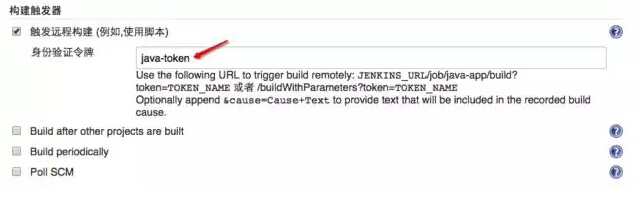 构建触发器
触发远程构建 (例如,使用脚本)
身份验证令牌
java-token
Use the following URL to trigger build remotely: JENKINS_URL/job/java-app/build?
token=TOKEN_NAME 或者 /buildWithParameters?token=TOKEN_NAME
Optionally append &cause=Cause+Text to provide text that will be included in the recorded build
cause.
Build after other projects are built
Build periodically
Poll SCM